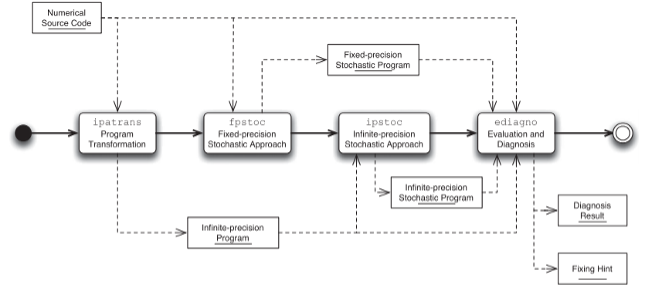 Numerical
Source Code
Fixed-precision
Stochastic Program
ipatrans
Program
Transformation
fpstoc
Fixed-precision
Stochastic Approach
ipstoc
Infinite-precision
Stochastic Approach
ediagno
Evaluation and
Diagnosis
Infinite-precision
Stochastic Program
Infinite-precision
Program
Diagnosis
Result
Fixing Hint